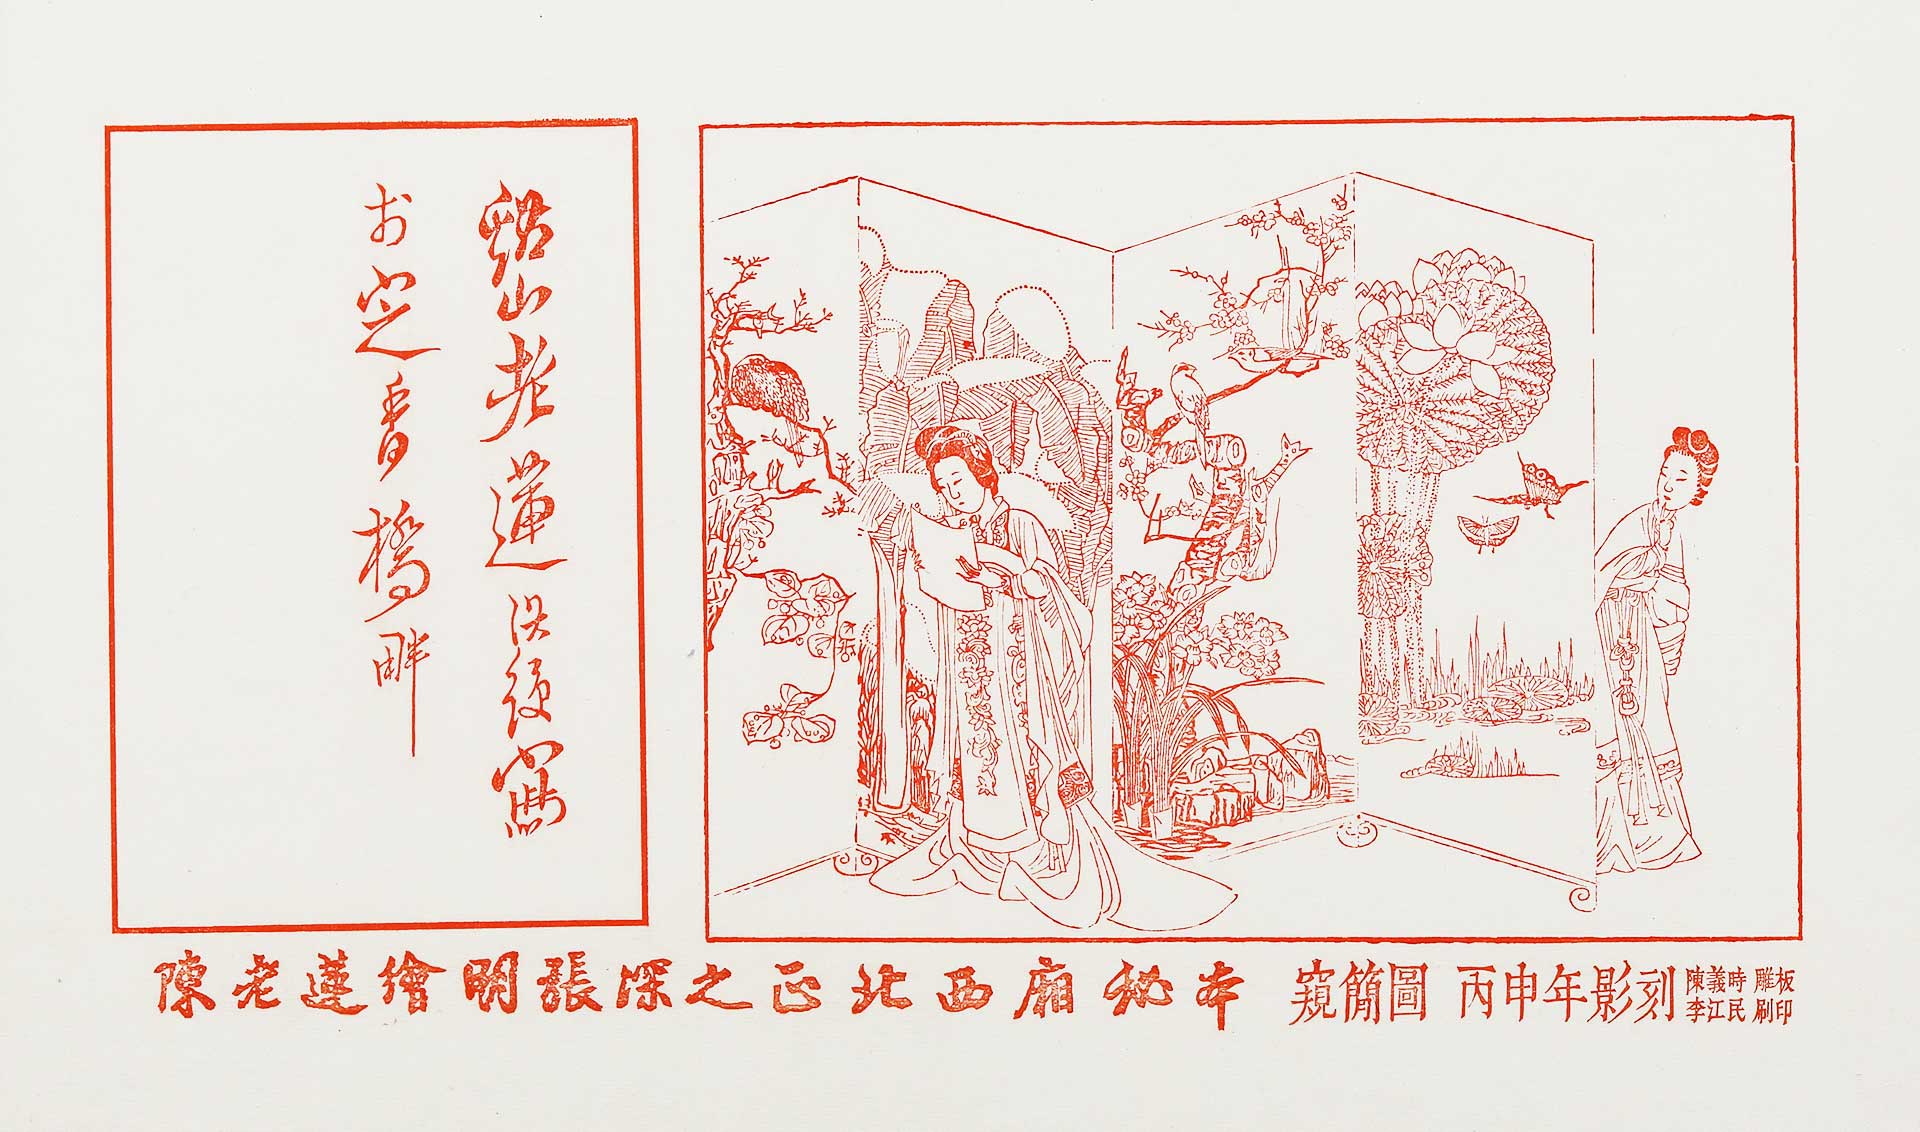 谿山老蓮洪綬寫
於定香橋畔
陳老蓮繪明張深之正北西廂秘本 窺簡圖 丙申年影刻
陳義時 雕板
李江民 刷印